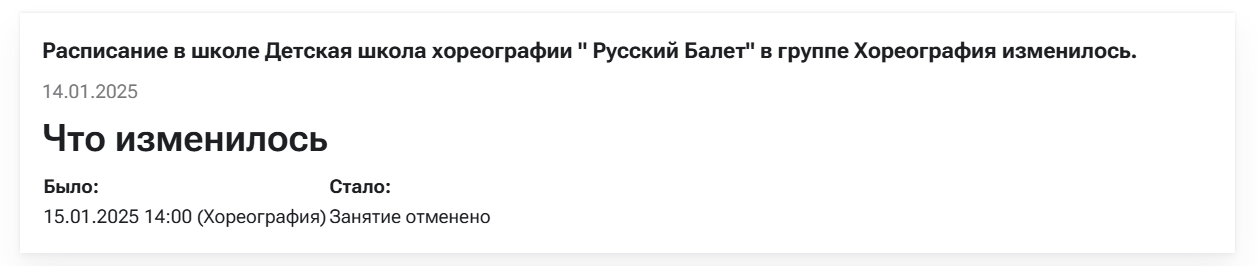 Расписание в школе Детская школа хореографии " Русский Балет" в группе Хореография изменилось.
14.01.2025
Что изменилось
Было: Стало:
15.01.2025 14:00 (Хореография) Занятие отменено